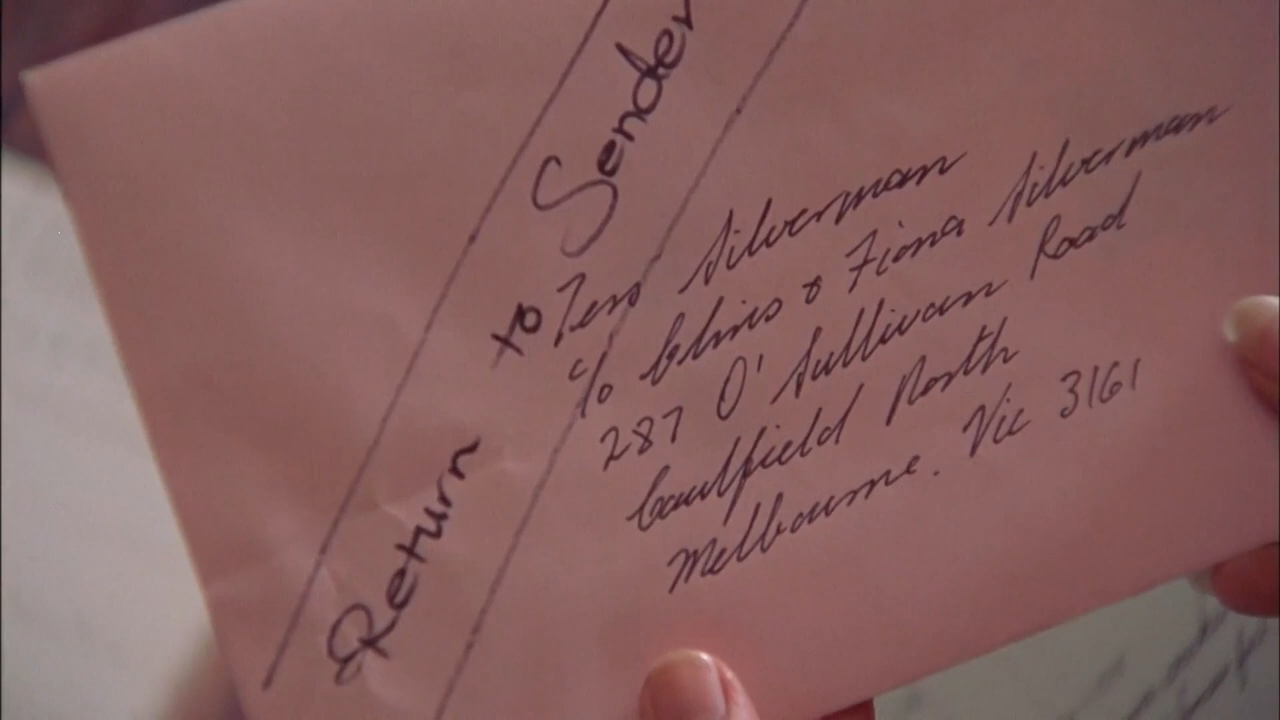 Return to Sender
Tess Silverman
c/o Chris & Fiona Silverman
287 O'Sullivan Road
Caulfield North
Melbourne. Vic 3161